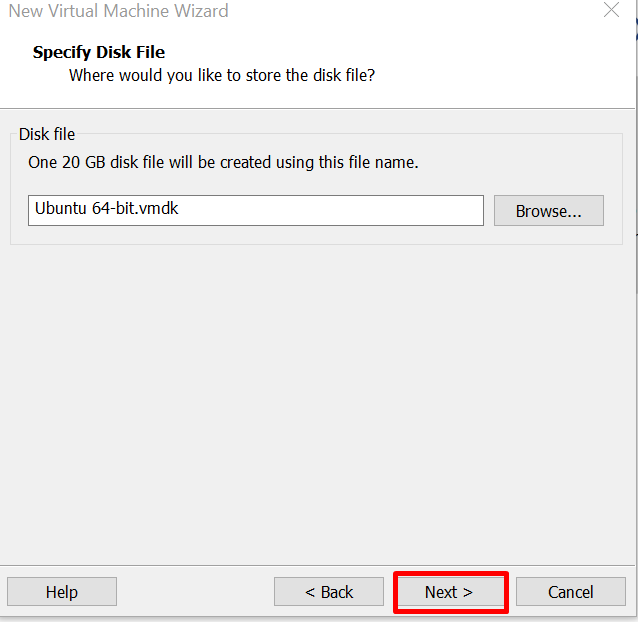 New Virtual Machine Wizard
Specify Disk File
Where would you like to store the disk file?
Disk file
One 20 GB disk file will be created using this file name.
Ubuntu 64-bit.vmdk
Browse...
Help
< Back
Next >
Cancel